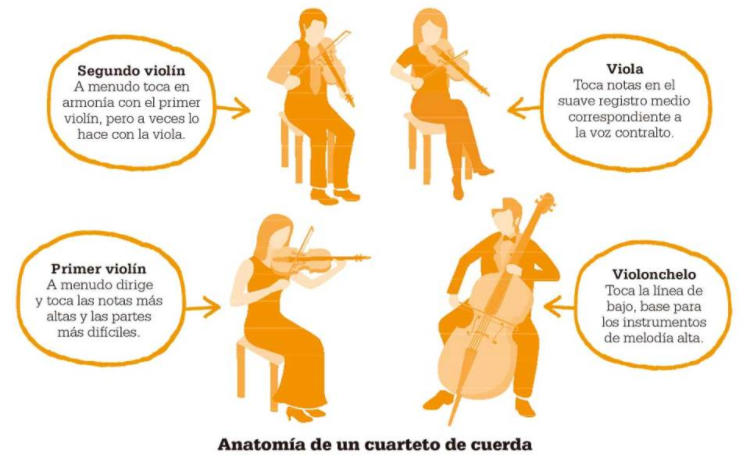 Segundo violín
A menudo toca en
armonía con el primer
violín, pero a veces lo
hace con la viola.
Viola
Toca notas en el
suave registro medio
correspondiente a
la voz contralto.
Primer violín
A menudo dirige
y toca las notas más
altas y las partes
más difíciles.
Violonchelo
Toca la línea de
bajo, base para
los instrumentos
de melodía alta.
Anatomía de un cuarteto de cuerda